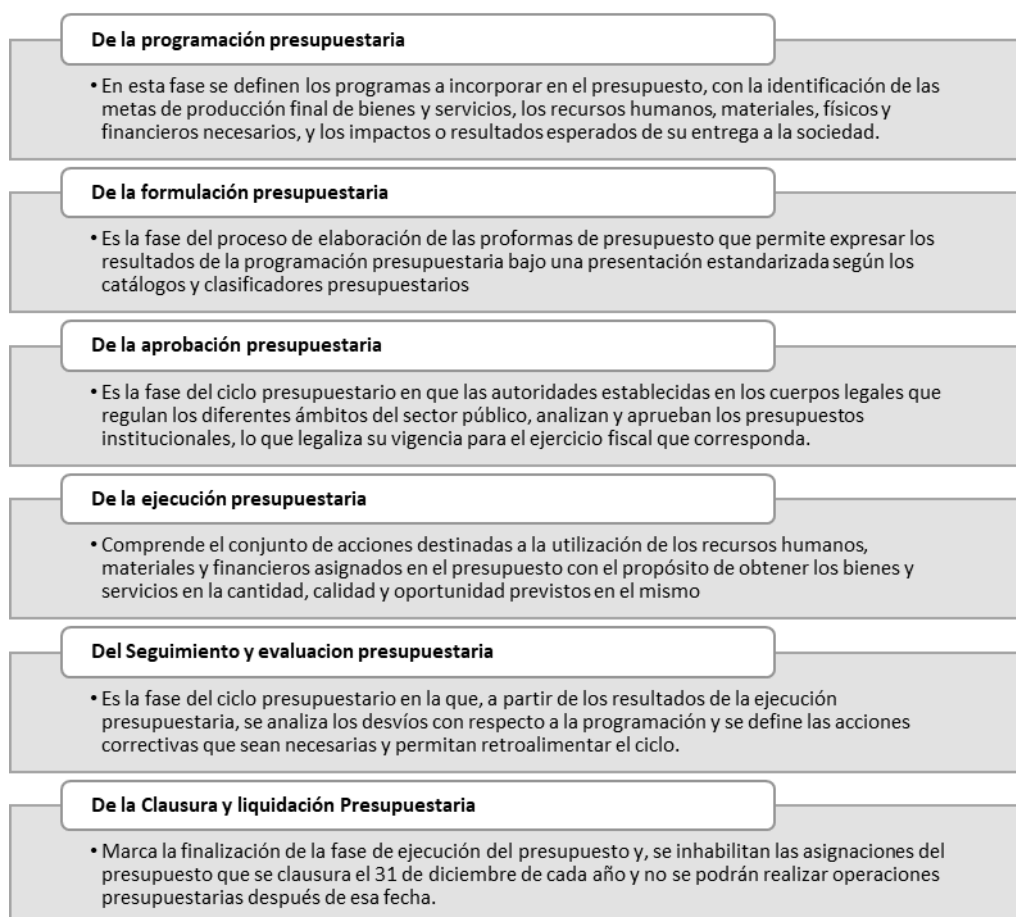 De la programación presupuestaria
• En esta fase se definen los programas a incorporar en el presupuesto, con la identificación de las
metas de producción final de bienes y servicios, los recursos humanos, materiales, físicos y
financieros necesarios, y los impactos o resultados esperados de su entrega a la sociedad.
De la formulación presupuestaria
• Es la fase del proceso de elaboración de las proformas de presupuesto que permite expresar los
resultados de la programación presupuestaria bajo una presentación estandarizada según los
catálogos y clasificadores presupuestarios
De la aprobación presupuestaria
• Es la fase del ciclo presupuestario en que las autoridades establecidas en los cuerpos legales que
regulan los diferentes ámbitos del sector público, analizan y aprueban los presupuestos
institucionales, lo que legaliza su vigencia para el ejercicio fiscal que corresponda.
De la ejecución presupuestaria
• Comprende el conjunto de acciones destinadas a la utilización de los recursos humanos,
materiales y financieros asignados en el presupuesto con el propósito de obtener los bienes y
servicios en la cantidad, calidad y oportunidad previstos en el mismo
Del Seguimiento y evaluacion presupuestaria
• Es la fase del ciclo presupuestario en la que, a partir de los resultados de la ejecución
presupuestaria, se analiza los desvíos con respecto a la programación y se define las acciones
correctivas que sean necesarias y permitan retroalimentar el ciclo.
De la Clausura y liquidación Presupuestaria
• Marca la finalización de la fase de ejecución del presupuesto y, se inhabilitan las asignaciones del
presupuesto que se clausura el 31 de diciembre de cada año y no se podrán realizar operaciones
presupuestarias después de esa fecha.